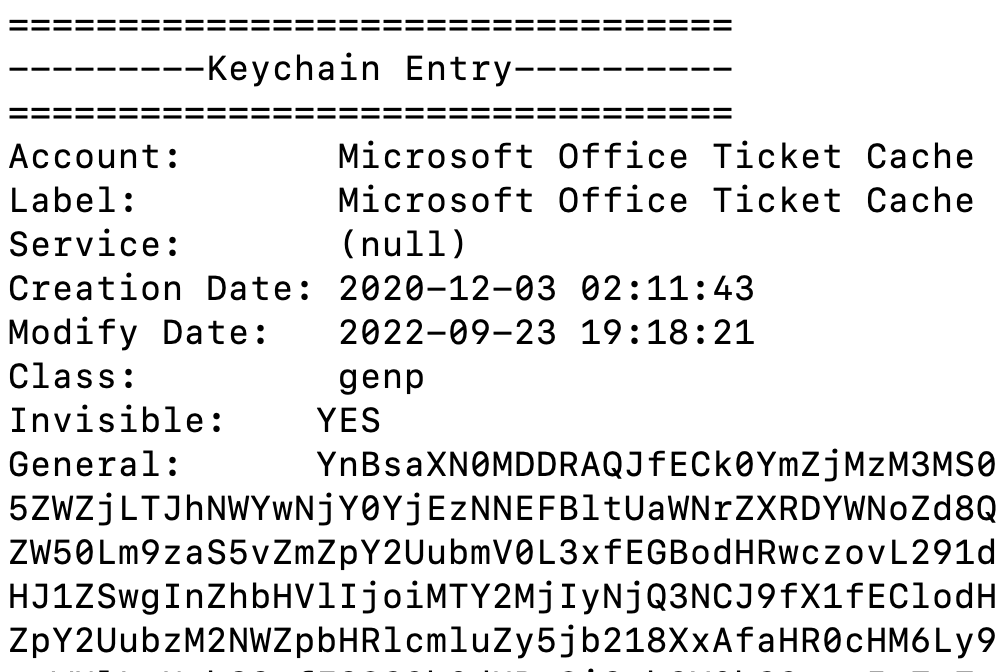 =================================
---------Keychain Entry----------
=================================
Account: Microsoft Office Ticket Cache
Label: Microsoft Office Ticket Cache
Service: (null)
Creation Date: 2020-12-03 02:11:43
Modify Date: 2022-09-23 19:18:21
Class: genp
Invisible: YES
General: YnBsaXN0MDDRAQJfECk0YmZjMzM3MS0
5ZWZjLTJhNWYwNjY0YjEzNNEFBltUaWNrZXRDYWNoZd8Q
ZW50Lm9zaS5vZmZpY2UubmV0L3xfEGBodHRwczovL291d
HJ1ZSwgInZhbHVlIjoiMTY2MjIyNjQ3NCJ9fX1fEClodH
ZpY2UubzM2NWZpbHRlcmluZy5jb218XxAfaHR0cHM6Ly9